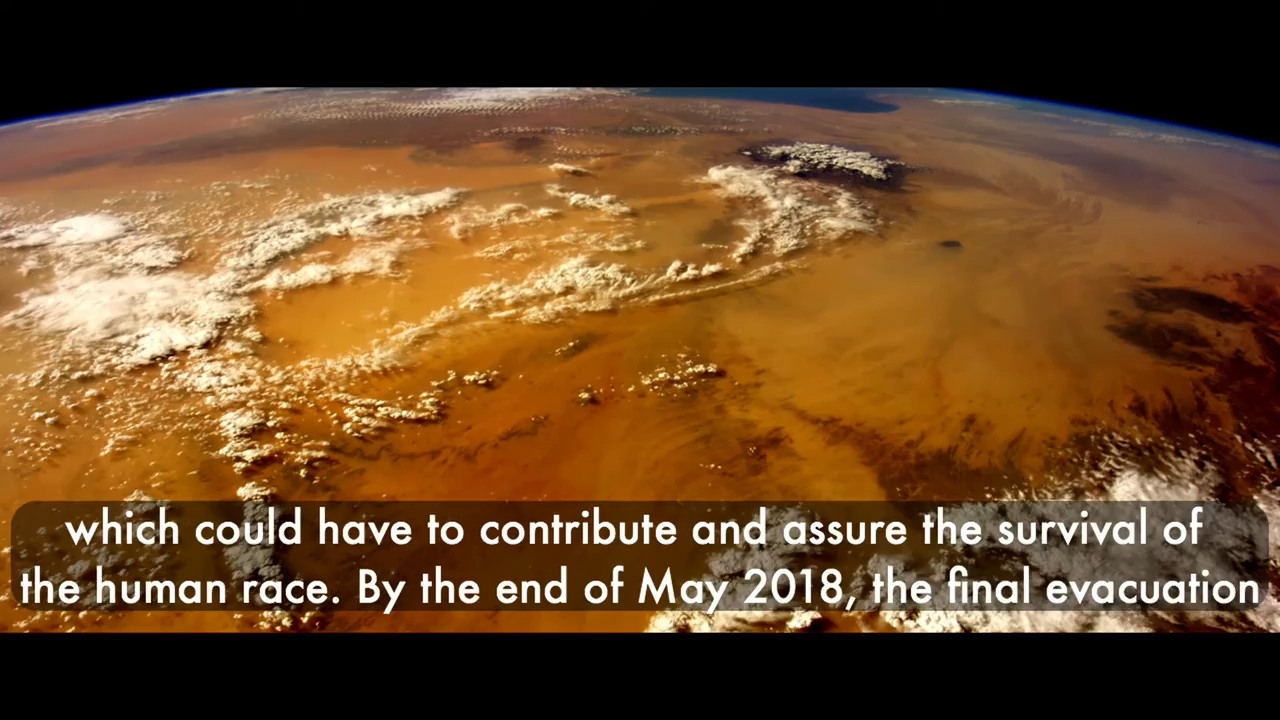 which could have to contribute and assure the survival of
the human race. By the end of May 2018, the final evacuation